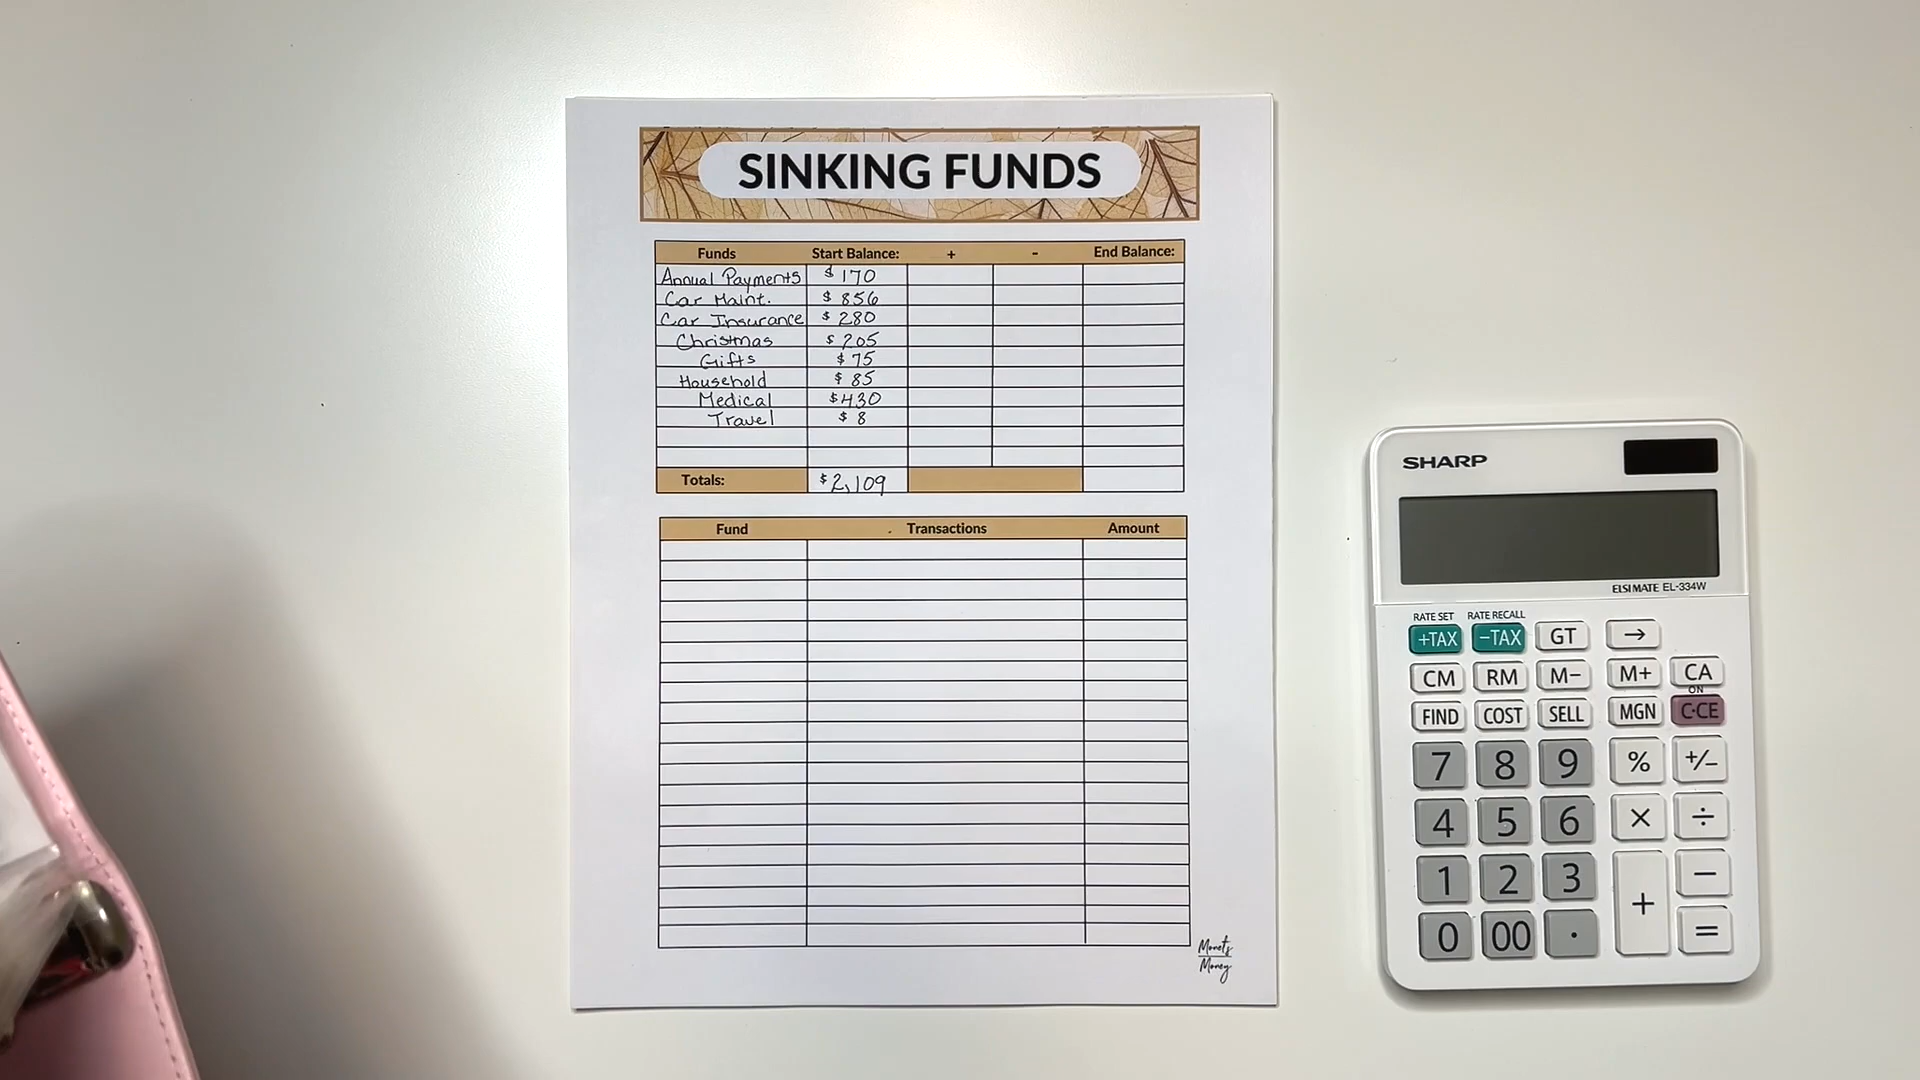 SINKING FUNDS
Funds Start Balance: + - End Balance:
Annual Payments $ 170
Car Maint. $ 856
Car Insurance $ 280
Christmas $ 205
Gifts $ 75
Household $ 85
Medical $430
Travel $ 8
Totals: $2,109
Fund Transactions Amount
Monet's
Money
SHARP
ELSIMATE EL-334W
RATE SET RATE RECALL
+TAX -TAX GT →
CM RM M- M+ CA
ON
FIND COST SELL MGN C·CE
7 8 9 % +/-
4 5 6 × ÷
1 2 3 + -
0 00 . =